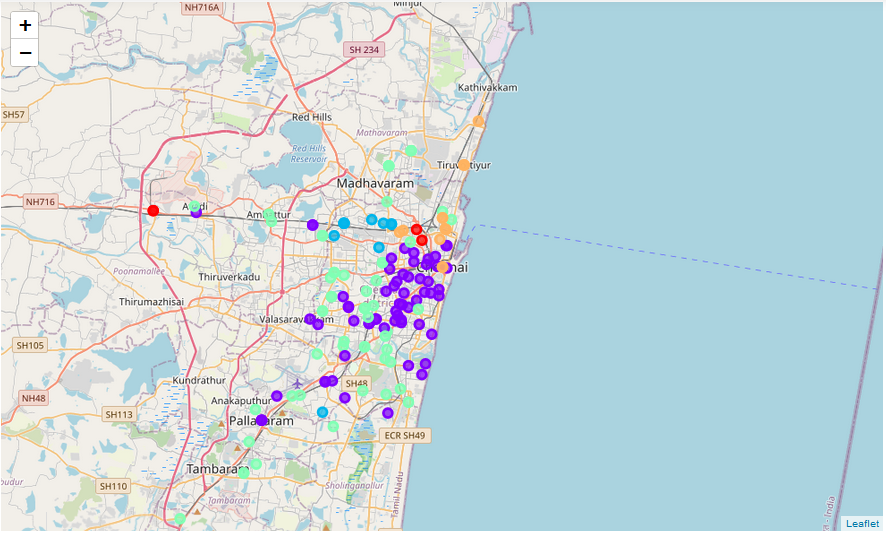 Minjur
NH716A
+
−
SH 234
Kathivakkam
SH57
Red Hills
Mathavaram
Red Hills
Reservoir
Tiruvottiyur
Madhavaram
NH716
Avadi
Ambattur
Chennai
Poonamallee
Thiruverkadu
Thirumazhisai
Valasaravakkam
SH105
Kundrathur
SH48
NH48
Anakaputhur
SH113
Pallavaram
ECR SH49
Tambaram
SH110
Tambaram
Sholinganallur
Tamil Nadu
Leaflet